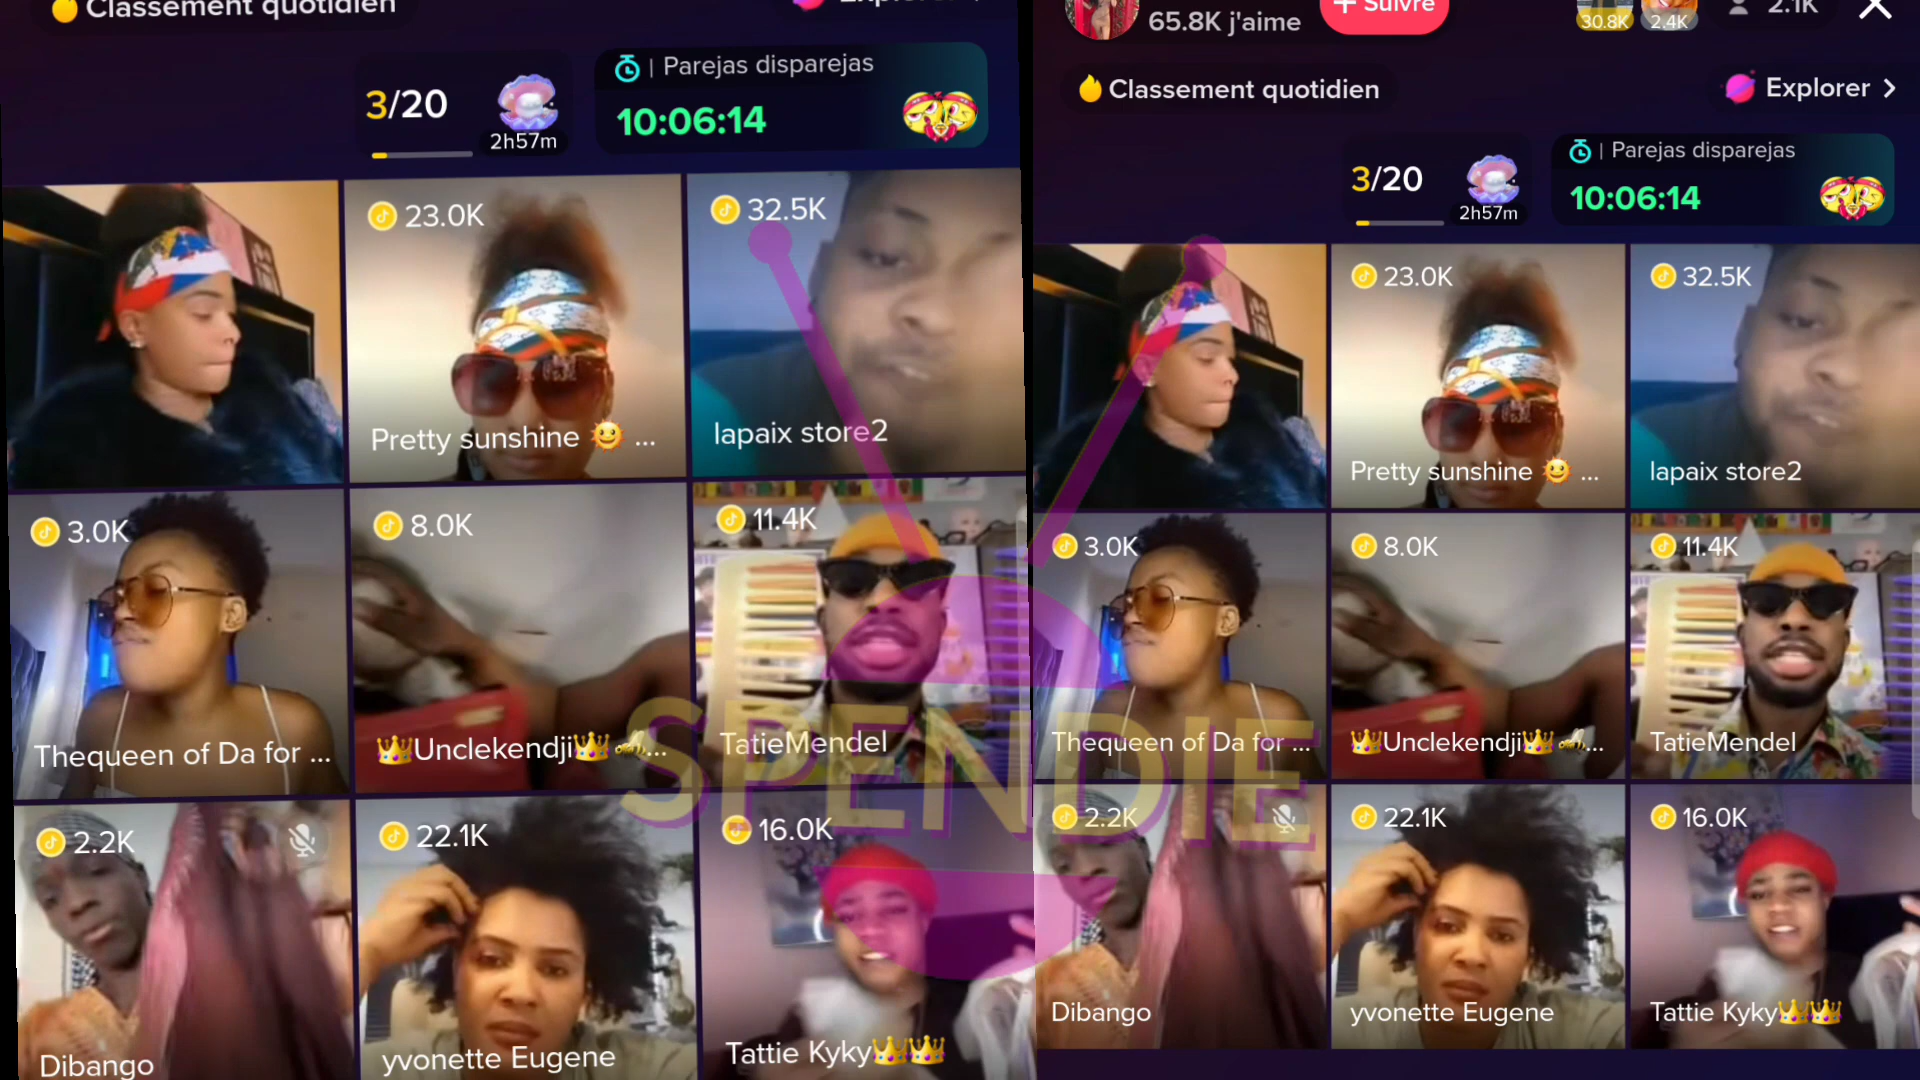 Classement quotidien
3/20
2h57m
| Parejas disparejas
10:06:14
23.0K
32.5K
Pretty sunshine 🌞 ...
lapaix store2
3.0K
8.0K
11.4K
Thequeen of Da for ...
👑Unclekendji👑🐝...
TatieMendel
2.2K
22.1K
16.0K
Dibango
yvonette Eugene
Tattie Kyky👑👑
SPENDIE
65.8K j'aime
+ Suivre
30.8K
2.4K
2.1K
Classement quotidien
Explorer >
3/20
2h57m
| Parejas disparejas
10:06:14
23.0K
32.5K
Pretty sunshine 🌞 ...
lapaix store2
3.0K
8.0K
11.4K
Thequeen of Da for ...
👑Unclekendji👑🐝...
TatieMendel
2.2K
22.1K
16.0K
Dibango
yvonette Eugene
Tattie Kyky👑👑